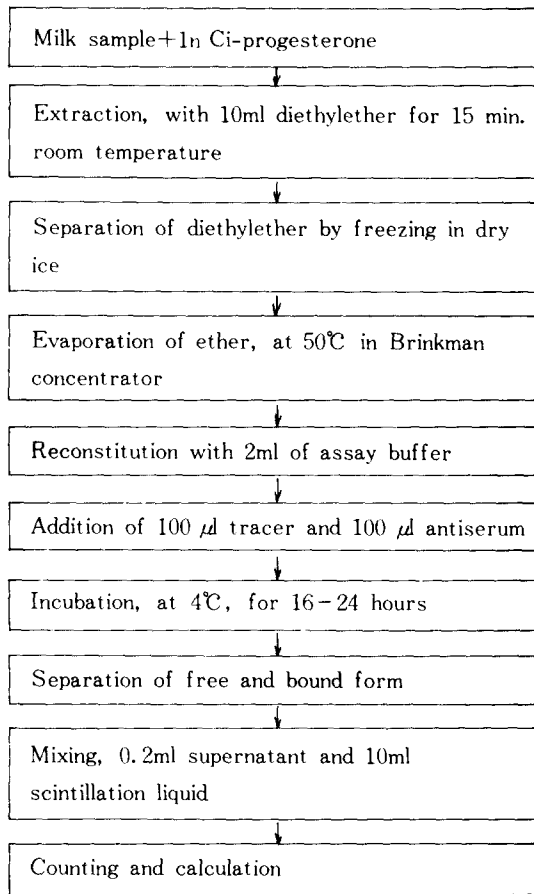 Milk sample+1n Ci-progesterone
Extraction, with 10ml diethylether for 15 min.
room temperature
Separation of diethylether by freezing in dry
ice
Evaporation of ether, at 50℃ in Brinkman
concentrator
Reconstitution with 2ml of assay buffer
Addition of 100 μl tracer and 100 μl antiserum
Incubation, at 4℃, for 16-24 hours
Separation of free and bound form
Mixing, 0.2ml supernatant and 10ml
scintillation liquid
Counting and calculation